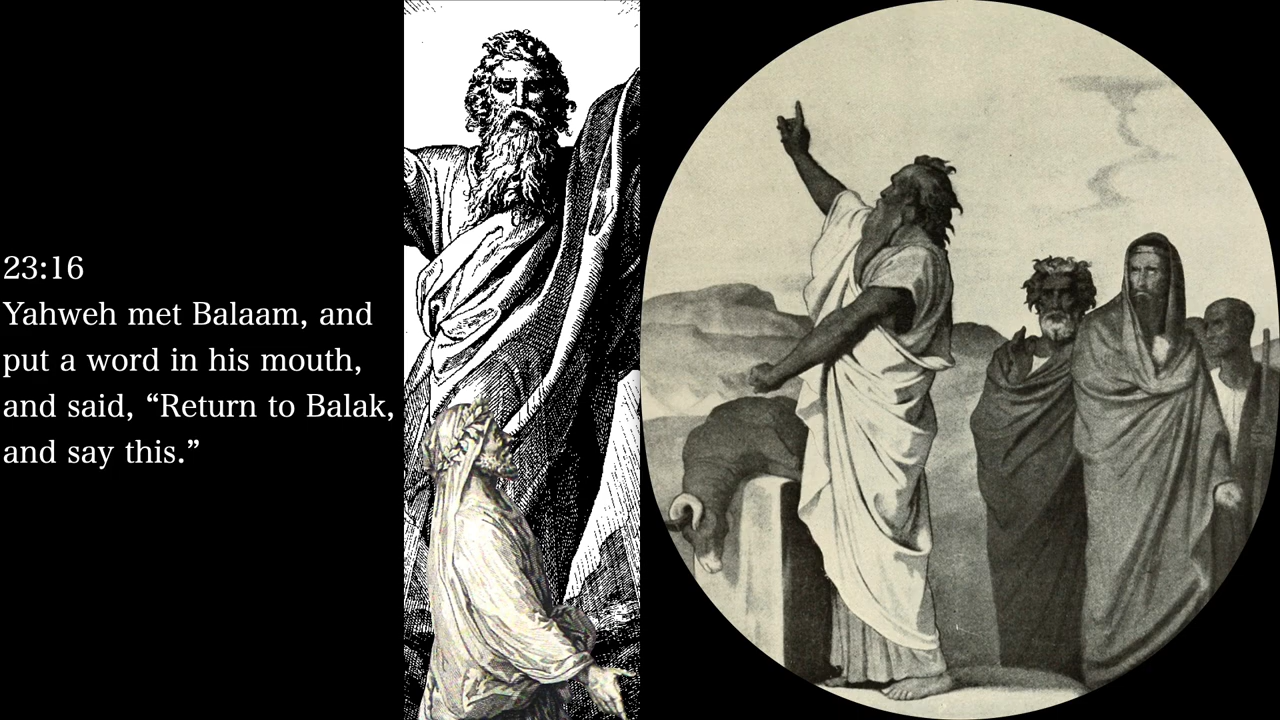 23:16
Yahweh met Balaam, and
put a word in his mouth,
and said, “Return to Balak,
and say this.”